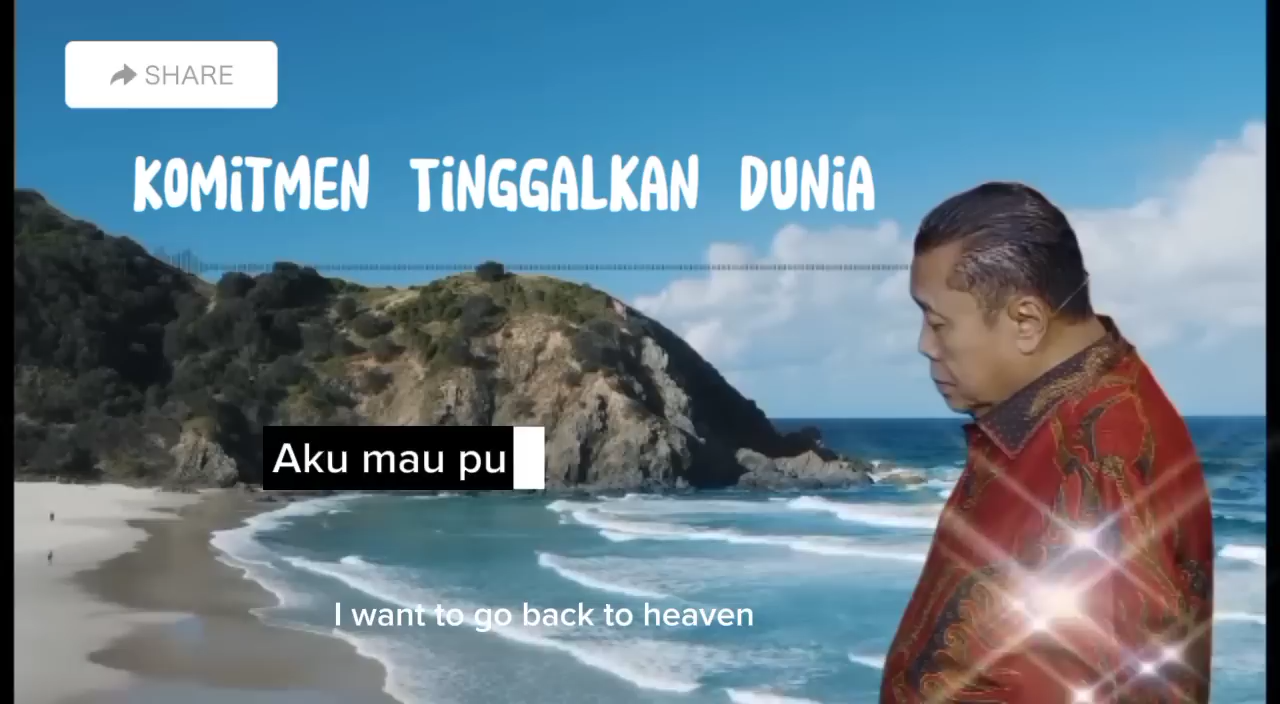 SHARE
KOMITMEN TINGGALKAN DUNIA
Aku mau pu
I want to go back to heaven